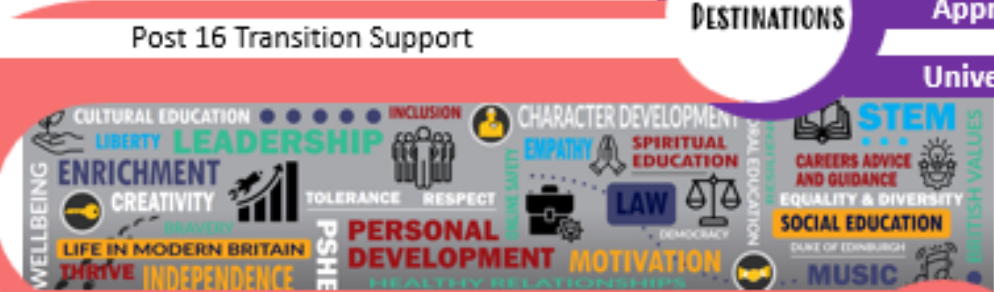 DESTINATIONS
Appr
Post 16 Transition Support
Unive
CULTURAL EDUCATION
INCLUSION
CHARACTER DEVELOPMENT
STEM
LIBERTY
LEADERSHIP
EMPATHY
SPIRITUAL
EDUCATION
CAREERS ADVICE
AND GUIDANCE
ENRICHMENT
WELLBEING
CREATIVITY
TOLERANCE
RESPECT
ONLINE SAFETY
LAW
ORAL EDUCATION
EQUALITY & DIVERSITY
BRITISH VALUES
BRAVERY
PSHE
PERSONAL
DEVELOPMENT
DEMOCRACY
SOCIAL EDUCATION
DUKE OF EDINBURGH
LIFE IN MODERN BRITAIN
THRIVE
INDEPENDENCE
MOTIVATION
MUSIC
HEALTHY RELATIONSHIPS